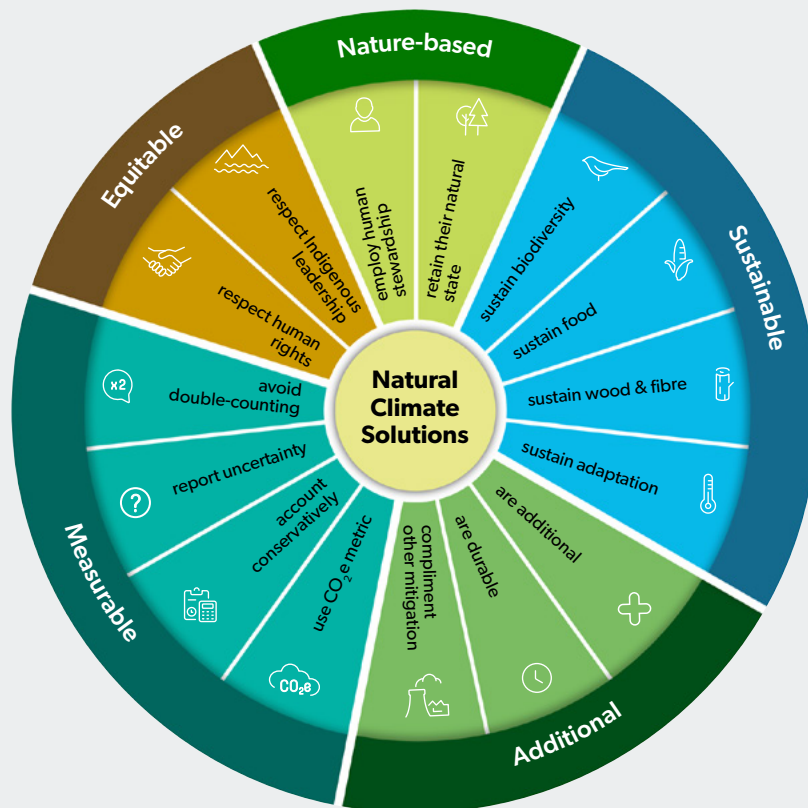 Nature-based
employ human
stewardship
retain their natural
state
Sustainable
sustain biodiversity
sustain food
sustain wood & fibre
sustain adaptation
Additional
are additional
are durable
compliment
other mitigation
Measurable
use CO₂e metric
CO₂e
account
conservatively
report uncertainty
?
avoid
double-counting
x2
Equitable
respect human
rights
respect Indigenous
leadership
Natural
Climate
Solutions